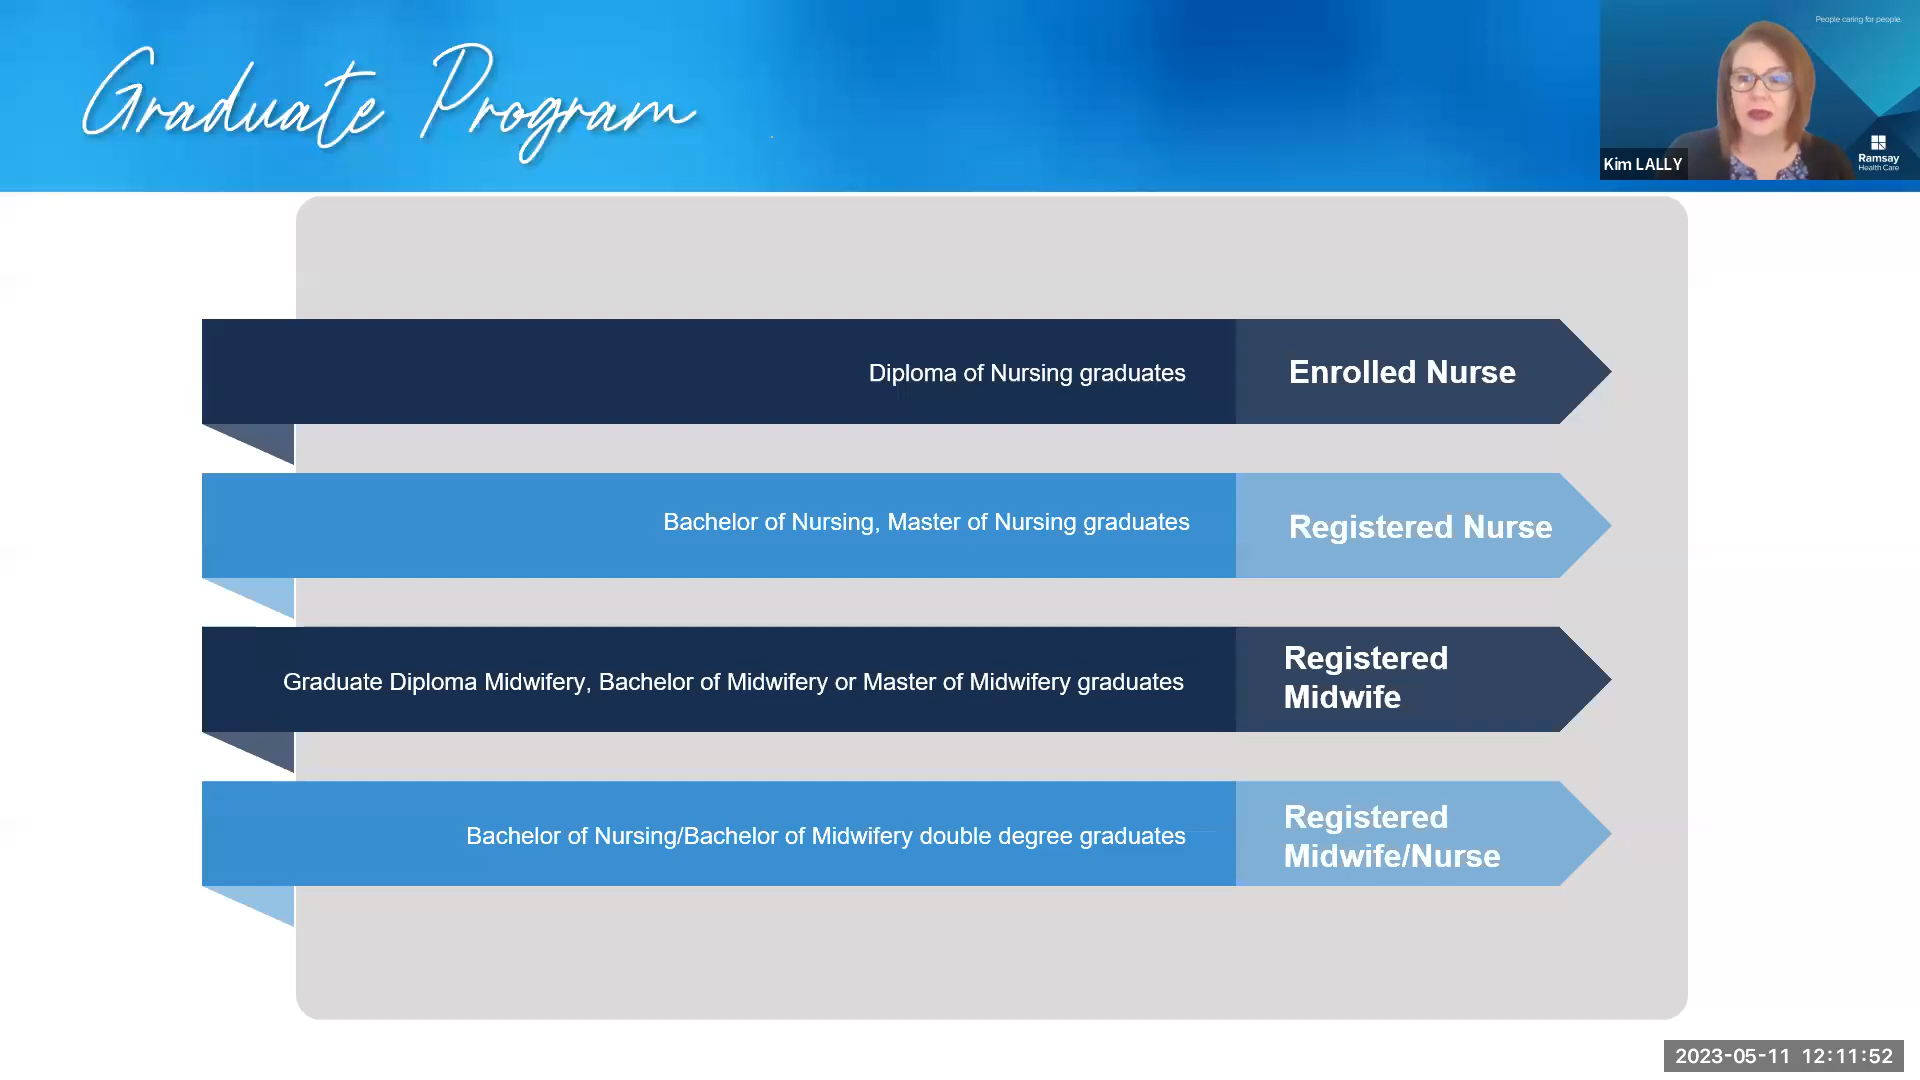 Graduate Program
People caring for people.
Kim LALLY
Ramsay
Health Care
Diploma of Nursing graduates
Enrolled Nurse
Bachelor of Nursing, Master of Nursing graduates
Registered Nurse
Graduate Diploma Midwifery, Bachelor of Midwifery or Master of Midwifery graduates
Registered
Midwife
Bachelor of Nursing/Bachelor of Midwifery double degree graduates
Registered
Midwife/Nurse
2023-05-11 12:11:52